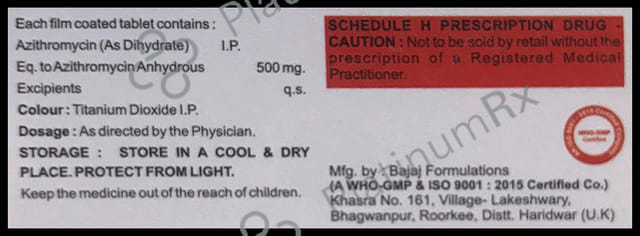 Each film coated tablet contains :
Azithromycin (As Dihydrate) I.P.
Eq. to Azithromycin Anhydrous 500 mg.
Excipients q.s.
Colour : Titanium Dioxide I.P.
Dosage : As directed by the Physician.
STORAGE : STORE IN A COOL & DRY
PLACE. PROTECT FROM LIGHT.
Keep the medicine out of the reach of children.
SCHEDULE H PRESCRIPTION DRUG -
CAUTION : Not to be sold by retail without the
prescription of a Registered Medical
Practitioner.
WHO-GMP
Certified
Mfg. by : Bajaj Formulations
(A WHO-GMP & ISO 9001 : 2015 Certified Co.)
Khasra No. 161, Village- Lakeshwary,
Bhagwanpur, Roorkee, Distt. Haridwar (U.K)
PlatinumRx